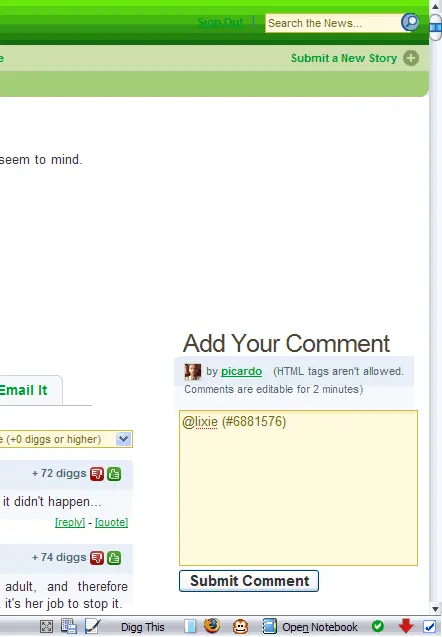 Sign Out |
Search the News...
e
Submit a New Story
seem to mind.
Add Your Comment
by picardo (HTML tags aren't allowed.
Comments are editable for 2 minutes)
Email It
@lixie (#6881576)
e (+0 diggs or higher)
+ 72 diggs
it didn't happen...
[reply] - [quote]
+ 74 diggs
adult, and therefore
it's her job to stop it.
Submit Comment
Digg This
Open Notebook